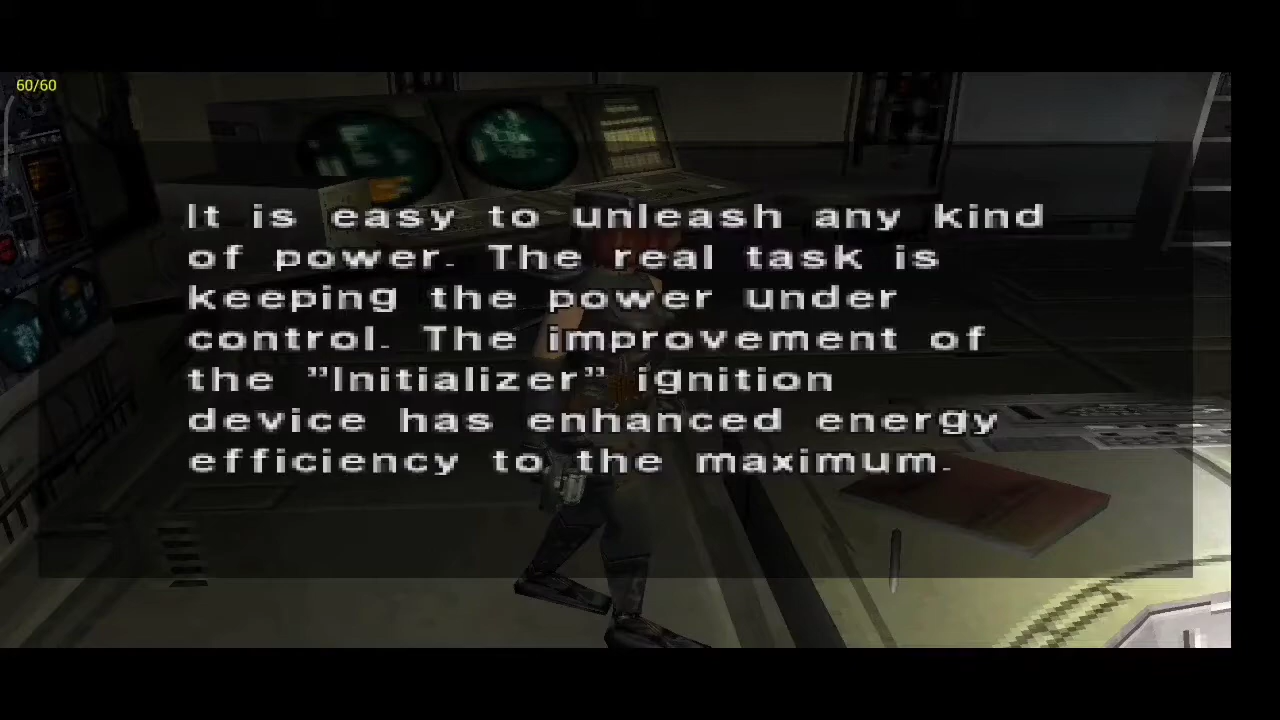 60/60
It is easy to unleash any kind
of power. The real task is
keeping the power under
control. The improvement of
the "Initializer" ignition
device has enhanced energy
efficiency to the maximum.